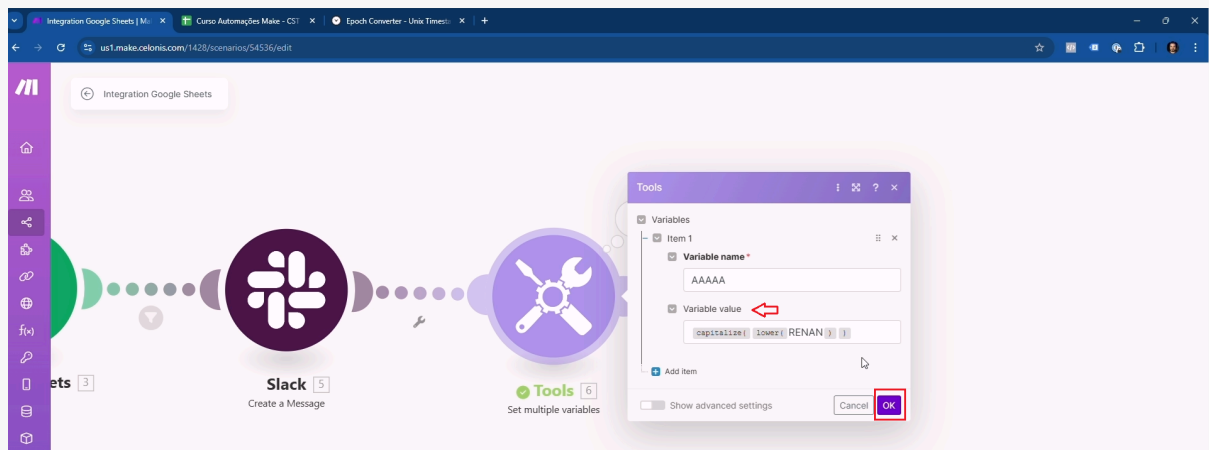 Integration Google Sheets | Ma
Curso Automações Make - CST
Epoch Converter - Unix Timesta
us1.make.celonis.com/1428/scenarios/54536/edit
Integration Google Sheets
Tools
Variables
Item 1
Variable name *
AAAAA
Variable value
capitalize( lower( RENAN ) )
Add item
Show advanced settings
Cancel
OK
ets 3
Slack 5
Create a Message
Tools 6
Set multiple variables
f(x)